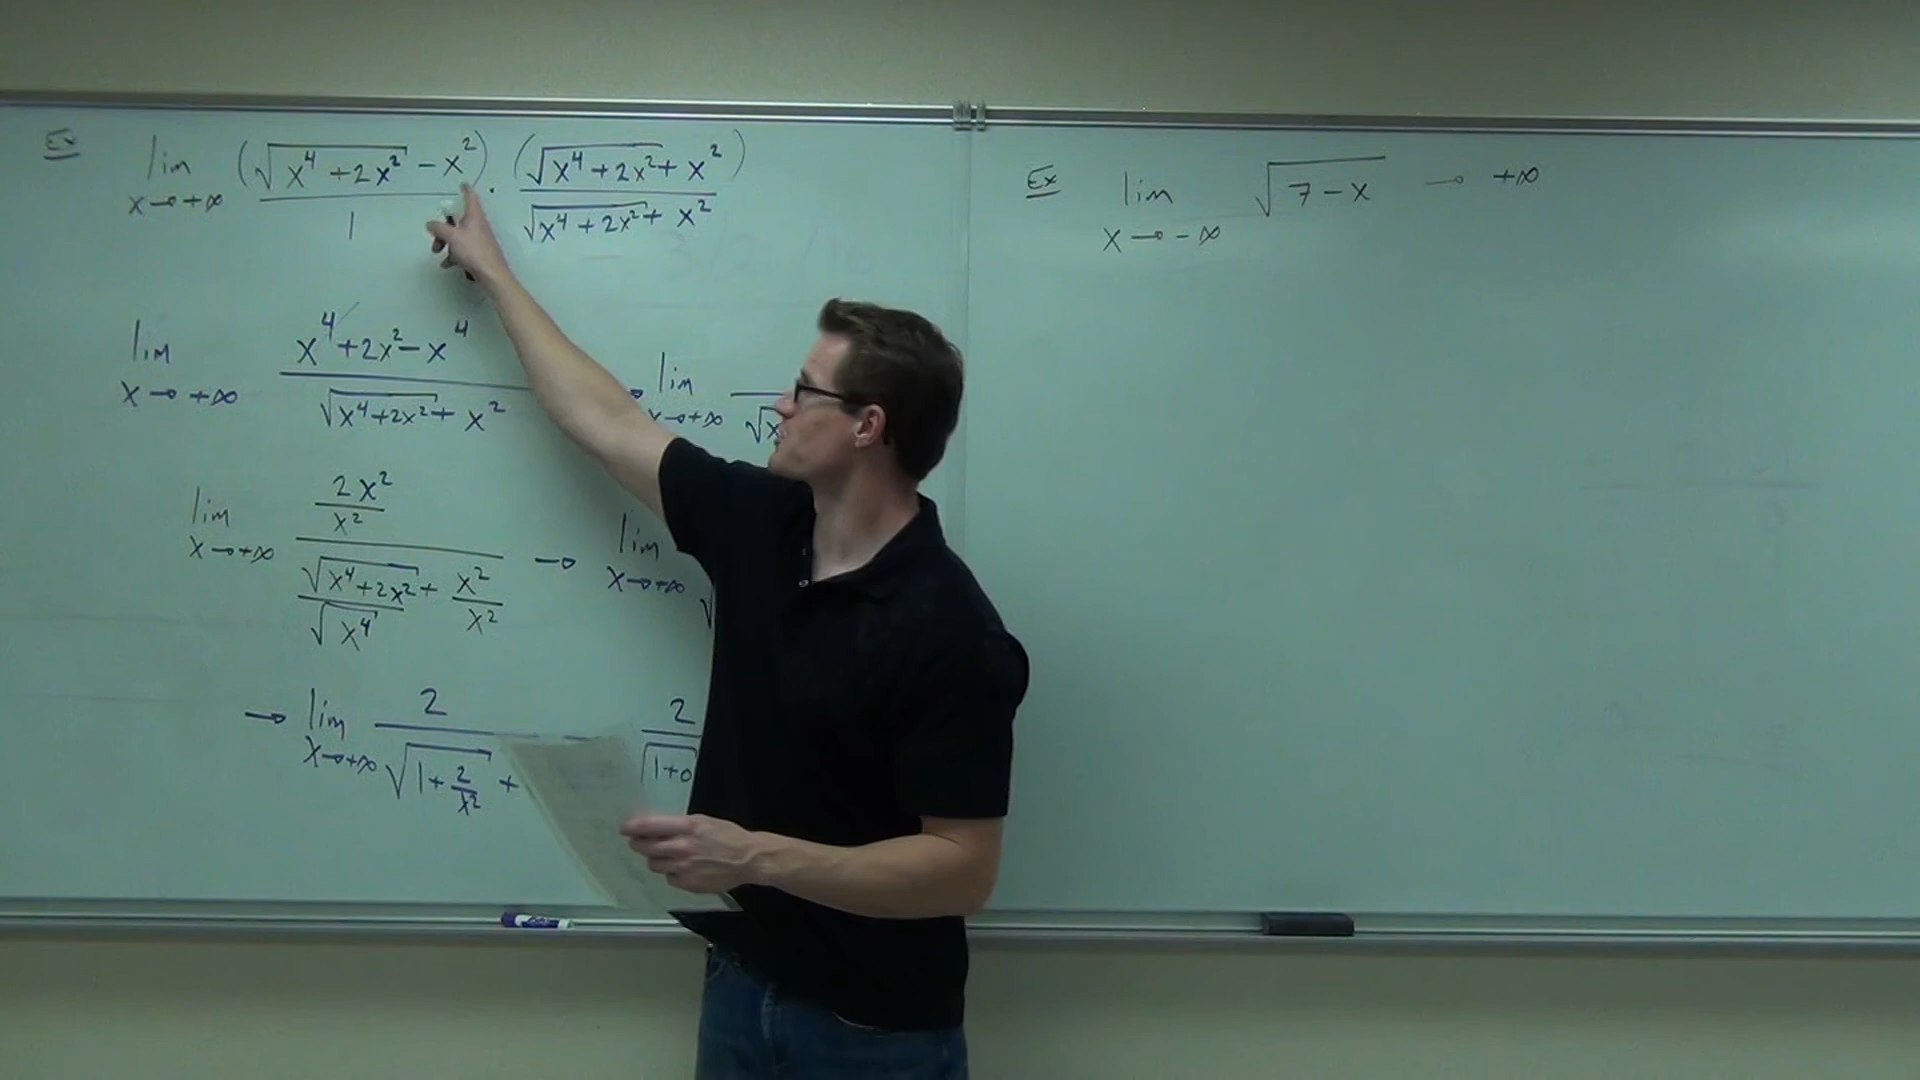 Ex lim x→+∞ (√(x⁴+2x²) − x²)/1 · (√(x⁴+2x²) + x²)/(√(x⁴+2x²) + x²)
lim x→+∞ (x⁴+2x²−x⁴)/(√(x⁴+2x²) + x²) → lim x→+∞ √x
lim x→+∞ (2x²/x²)/(√(x⁴+2x²)/√(x⁴) + x²/x²) → lim x→+∞ √
→ lim x→+∞ 2/(√(1+2/x²) + 2/√(1+0
Ex lim x→−∞ √(7−x) → +∞